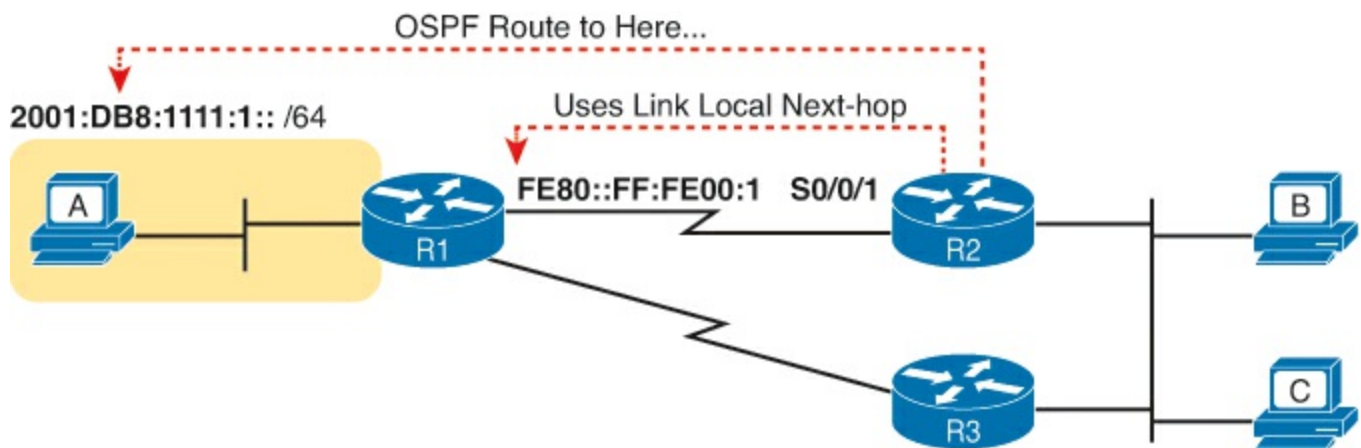 OSPF Route to Here...
2001:DB8:1111:1:: /64
Uses Link Local Next-hop
A
FE80::FF:FE00:1 S0/0/1
B
R1
R2
R3
C